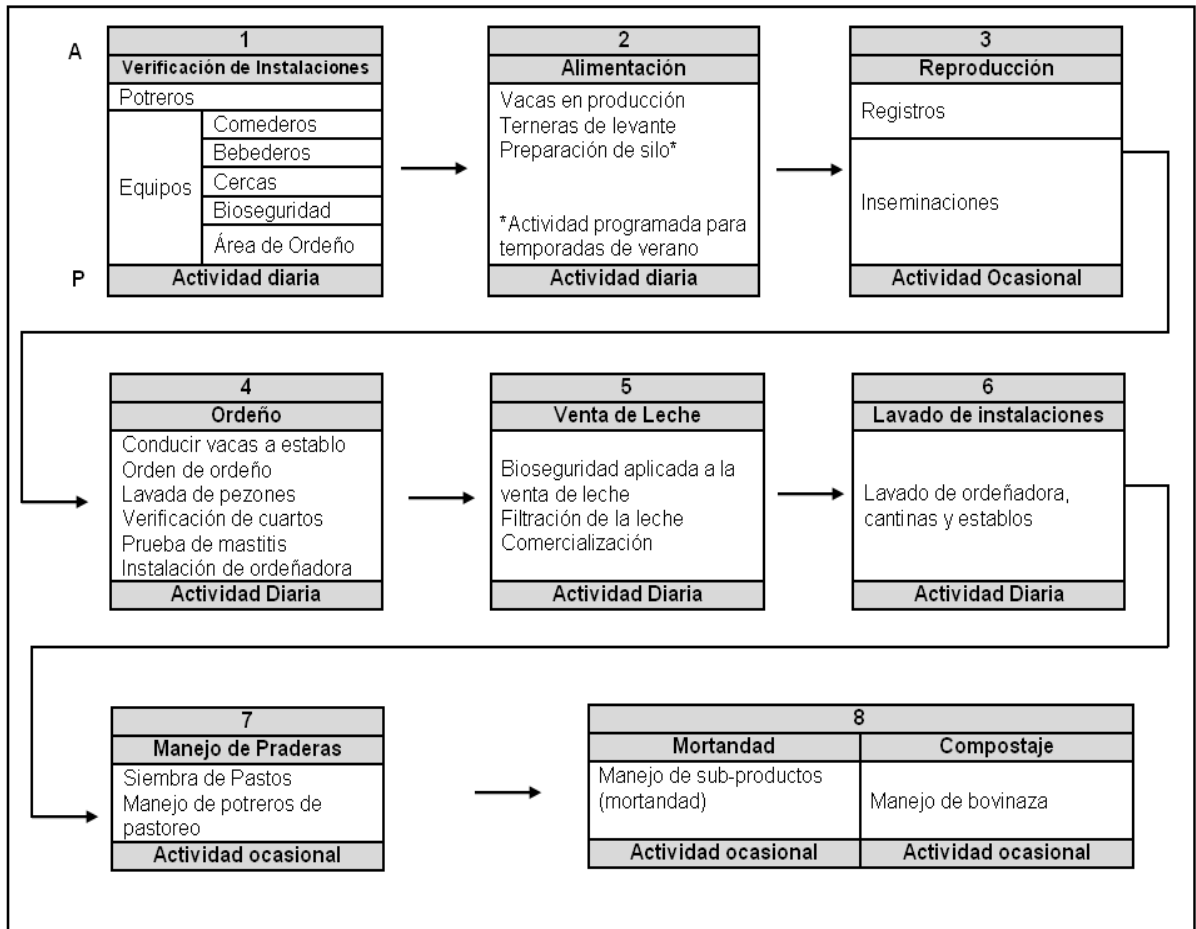 A
1
Verificación de Instalaciones
Potreros
Equipos
Comederos
Bebederos
Cercas
Bioseguridad
Área de Ordeño
P
Actividad diaria
2
Alimentación
Vacas en producción
Terneras de levante
Preparación de silo*
*Actividad programada para
temporadas de verano
Actividad diaria
3
Reproducción
Registros
Inseminaciones
Actividad Ocasional
4
Ordeño
Conducir vacas a establo
Orden de ordeño
Lavada de pezones
Verificación de cuartos
Prueba de mastitis
Instalación de ordeñadora
Actividad Diaria
5
Venta de Leche
Bioseguridad aplicada a la
venta de leche
Filtración de la leche
Comercialización
Actividad Diaria
6
Lavado de instalaciones
Lavado de ordeñadora,
cantinas y establos
Actividad Diaria
7
Manejo de Praderas
Siembra de Pastos
Manejo de potreros de
pastoreo
Actividad ocasional
8
Mortandad
Manejo de sub-productos
(mortandad)
Actividad ocasional
Compostaje
Manejo de bovinaza
Actividad ocasional